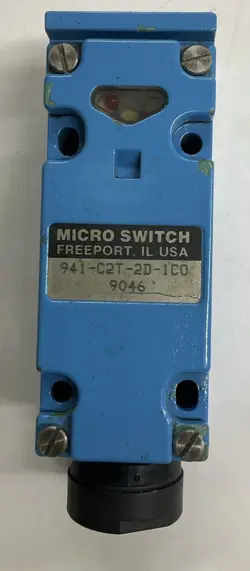 MICRO SWITCH
FREEPORT, IL USA
941-C2T-2D-1C0
9046